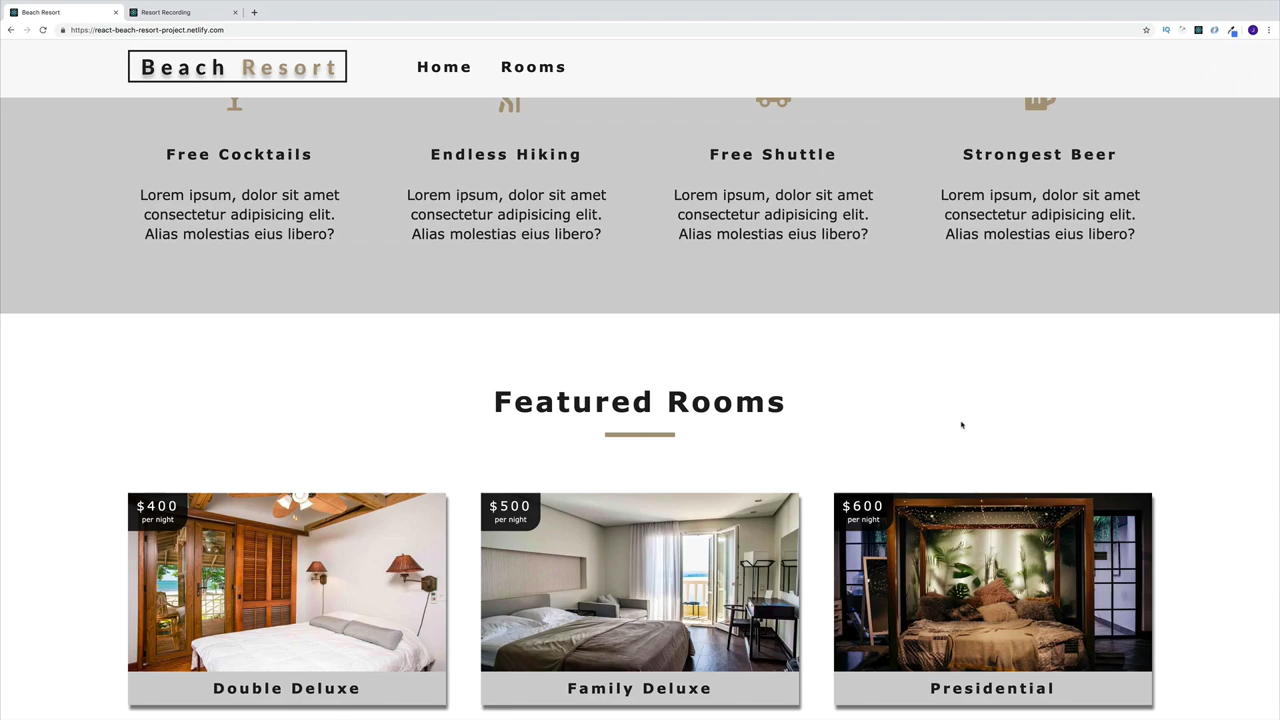 Beach Resort
Resort Recording
https://react-beach-resort-project.netlify.com
Beach Resort
Home
Rooms
Free Cocktails
Lorem ipsum, dolor sit amet
consectetur adipisicing elit.
Alias molestias eius libero?
Endless Hiking
Lorem ipsum, dolor sit amet
consectetur adipisicing elit.
Alias molestias eius libero?
Free Shuttle
Lorem ipsum, dolor sit amet
consectetur adipisicing elit.
Alias molestias eius libero?
Strongest Beer
Lorem ipsum, dolor sit amet
consectetur adipisicing elit.
Alias molestias eius libero?
Featured Rooms
$400
per night
Double Deluxe
$500
per night
Family Deluxe
$600
per night
Presidential